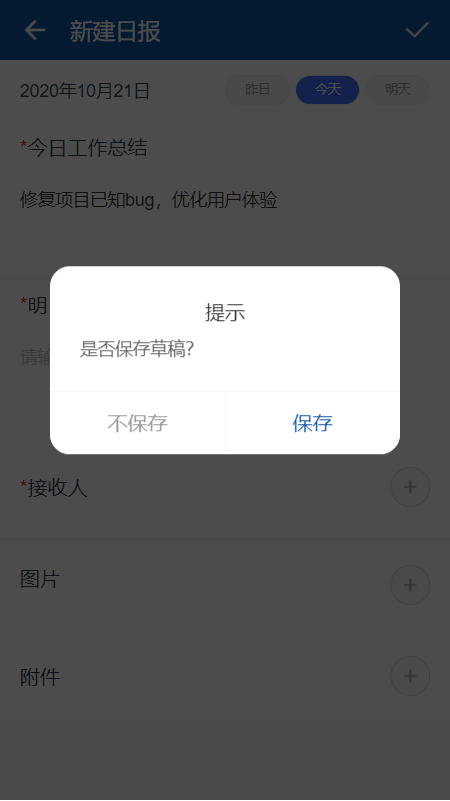 新建日报
2020年10月21日
昨日
今天
明天
*今日工作总结
修复项目已知bug，优化用户体验
提示
是否保存草稿？
*明
请输
不保存
保存
*接收人
图片
附件